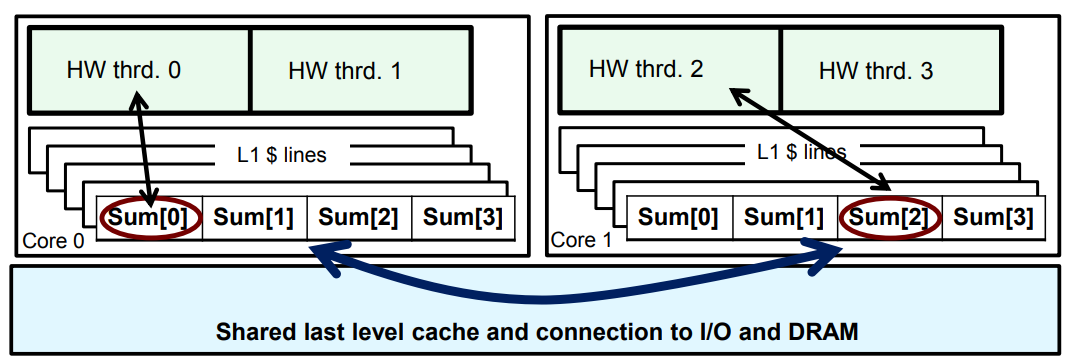 HW thrd. 0
HW thrd. 1
L1 $ lines
Sum[0] Sum[1] Sum[2] Sum[3]
Core 0
HW thrd. 2
HW thrd. 3
L1 $ lines
Sum[0] Sum[1] Sum[2] Sum[3]
Core 1
Shared last level cache and connection to I/O and DRAM